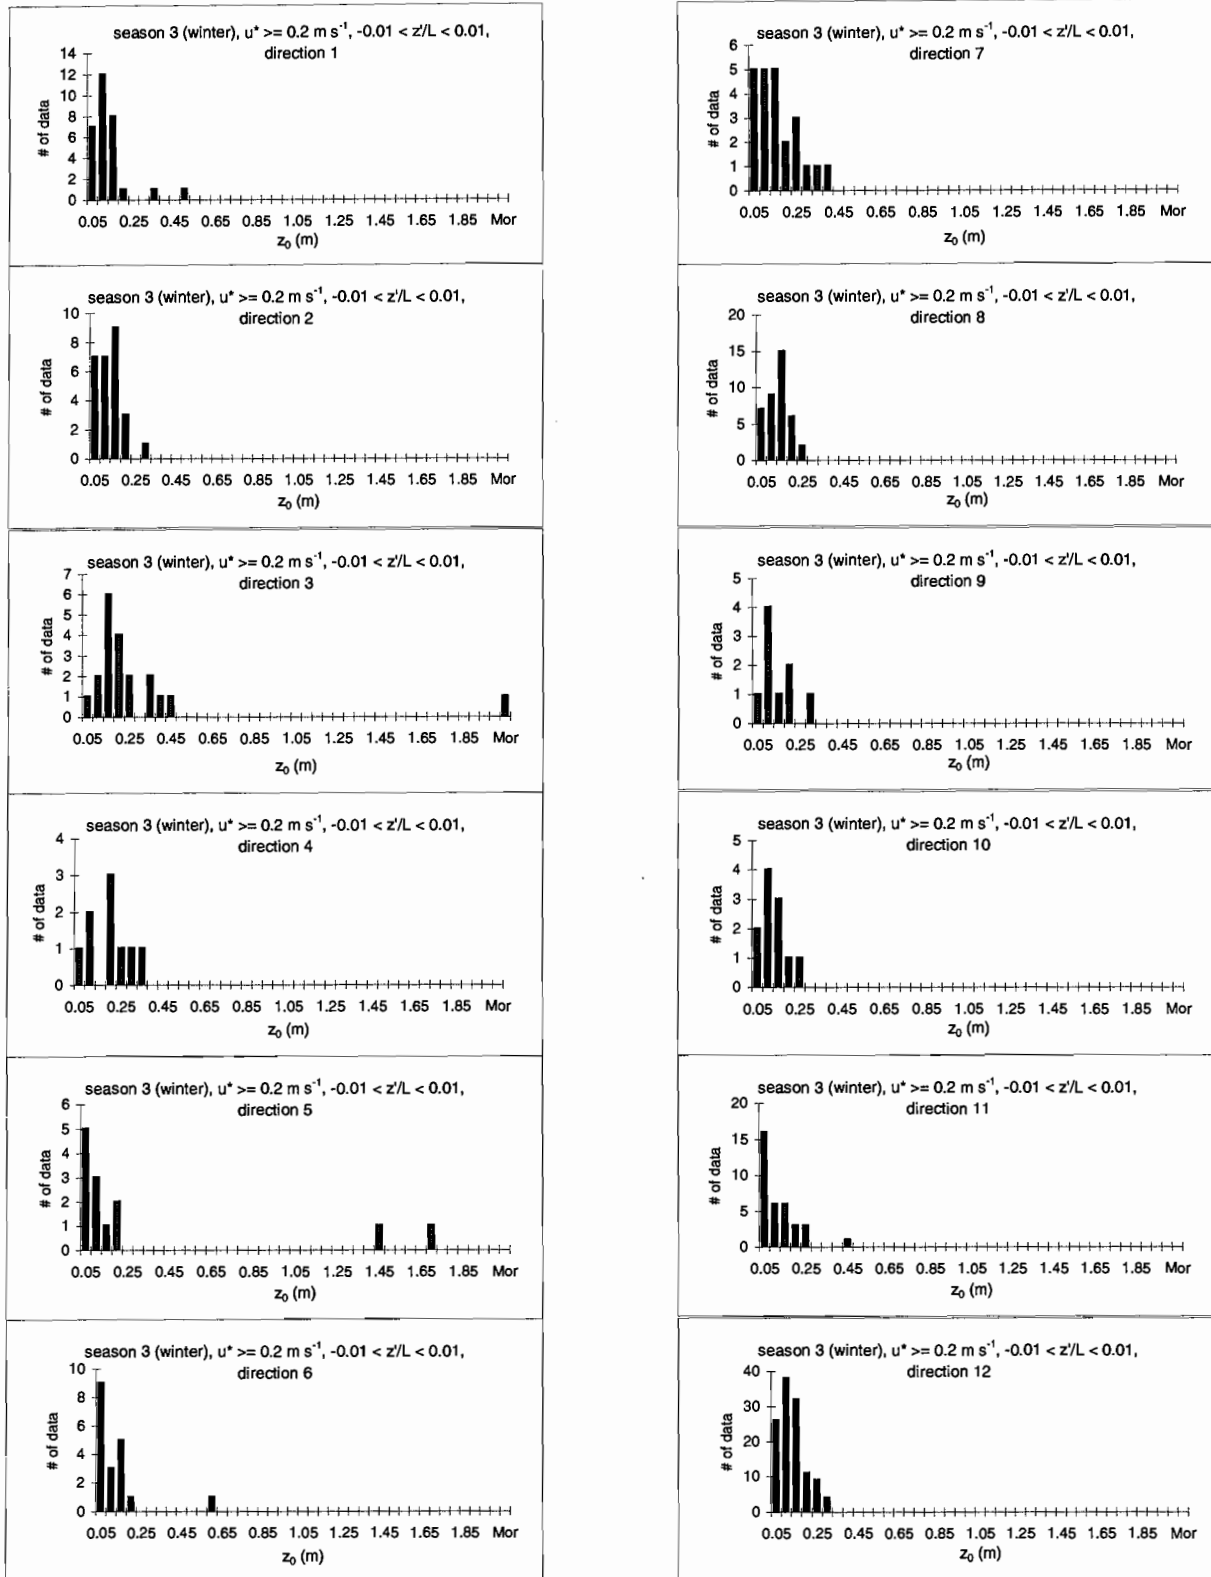 season 3 (winter), u* >= 0.2 m s-1, -0.01 < z'/L < 0.01,
direction 1
14
12
10
8
6
4
2
0
# of data
0.05 0.25 0.45 0.65 0.85 1.05 1.25 1.45 1.65 1.85 Mor
z0 (m)
season 3 (winter), u* >= 0.2 m s-1, -0.01 < z'/L < 0.01,
direction 2
10
8
6
4
2
0
# of data
0.05 0.25 0.45 0.65 0.85 1.05 1.25 1.45 1.65 1.85 Mor
z0 (m)
season 3 (winter), u* >= 0.2 m s-1, -0.01 < z'/L < 0.01,
direction 3
7
6
5
4
3
2
1
0
# of data
0.05 0.25 0.45 0.65 0.85 1.05 1.25 1.45 1.65 1.85 Mor
z0 (m)
season 3 (winter), u* >= 0.2 m s-1, -0.01 < z'/L < 0.01,
direction 4
4
3
2
1
0
# of data
0.05 0.25 0.45 0.65 0.85 1.05 1.25 1.45 1.65 1.85 Mor
z0 (m)
season 3 (winter), u* >= 0.2 m s-1, -0.01 < z'/L < 0.01,
direction 5
6
5
4
3
2
1
0
# of data
0.05 0.25 0.45 0.65 0.85 1.05 1.25 1.45 1.65 1.85 Mor
z0 (m)
season 3 (winter), u* >= 0.2 m s-1, -0.01 < z'/L < 0.01,
direction 6
10
8
6
4
2
0
# of data
0.05 0.25 0.45 0.65 0.85 1.05 1.25 1.45 1.65 1.85 Mor
z0 (m)
season 3 (winter), u* >= 0.2 m s-1, -0.01 < z'/L < 0.01,
direction 7
6
5
4
3
2
1
0
# of data
0.05 0.25 0.45 0.65 0.85 1.05 1.25 1.45 1.65 1.85 Mor
z0 (m)
season 3 (winter), u* >= 0.2 m s-1, -0.01 < z'/L < 0.01,
direction 8
20
15
10
5
0
# of data
0.05 0.25 0.45 0.65 0.85 1.05 1.25 1.45 1.65 1.85 Mor
z0 (m)
season 3 (winter), u* >= 0.2 m s-1, -0.01 < z'/L < 0.01,
direction 9
5
4
3
2
1
0
# of data
0.05 0.25 0.45 0.65 0.85 1.05 1.25 1.45 1.65 1.85 Mor
z0 (m)
season 3 (winter), u* >= 0.2 m s-1, -0.01 < z'/L < 0.01,
direction 10
5
4
3
2
1
0
# of data
0.05 0.25 0.45 0.65 0.85 1.05 1.25 1.45 1.65 1.85 Mor
z0 (m)
season 3 (winter), u* >= 0.2 m s-1, -0.01 < z'/L < 0.01,
direction 11
20
15
10
5
0
# of data
0.05 0.25 0.45 0.65 0.85 1.05 1.25 1.45 1.65 1.85 Mor
z0 (m)
season 3 (winter), u* >= 0.2 m s-1, -0.01 < z'/L < 0.01,
direction 12
40
30
20
10
0
# of data
0.05 0.25 0.45 0.65 0.85 1.05 1.25 1.45 1.65 1.85 Mor
z0 (m)